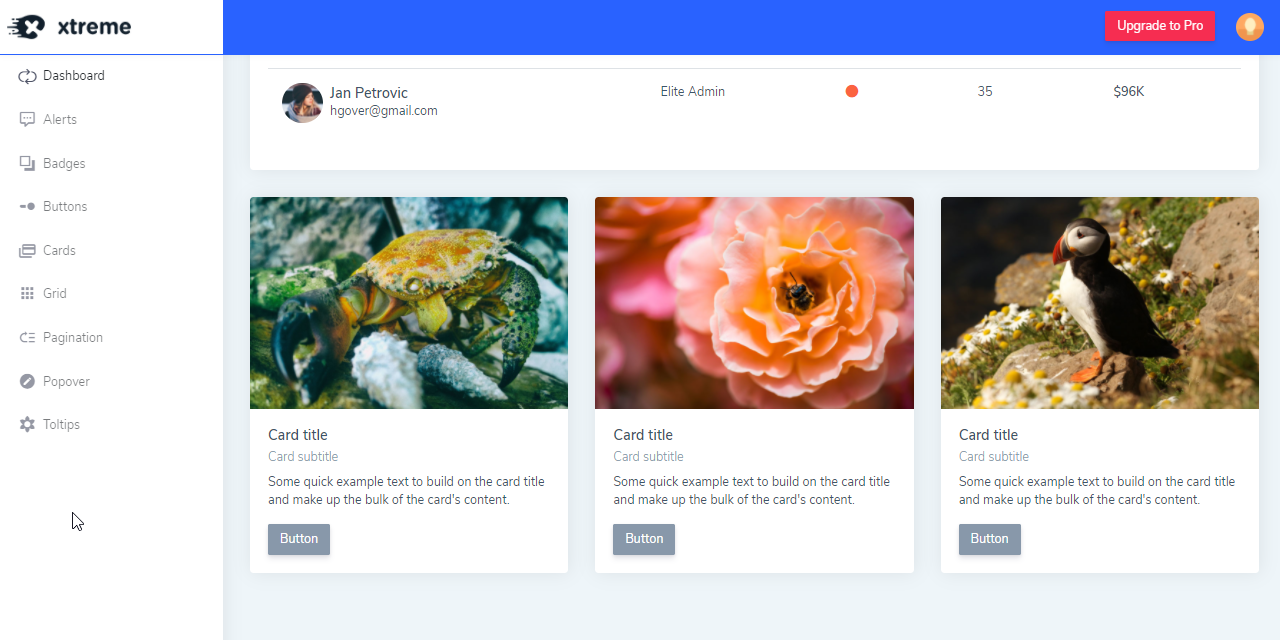 xtreme
Upgrade to Pro
Dashboard
Alerts
Badges
Buttons
Cards
Grid
Pagination
Popover
Toltips
Jan Petrovic
hgover@gmail.com
Elite Admin
35
$96K
Card title
Card subtitle
Some quick example text to build on the card title
and make up the bulk of the card's content.
Button
Card title
Card subtitle
Some quick example text to build on the card title
and make up the bulk of the card's content.
Button
Card title
Card subtitle
Some quick example text to build on the card title
and make up the bulk of the card's content.
Button